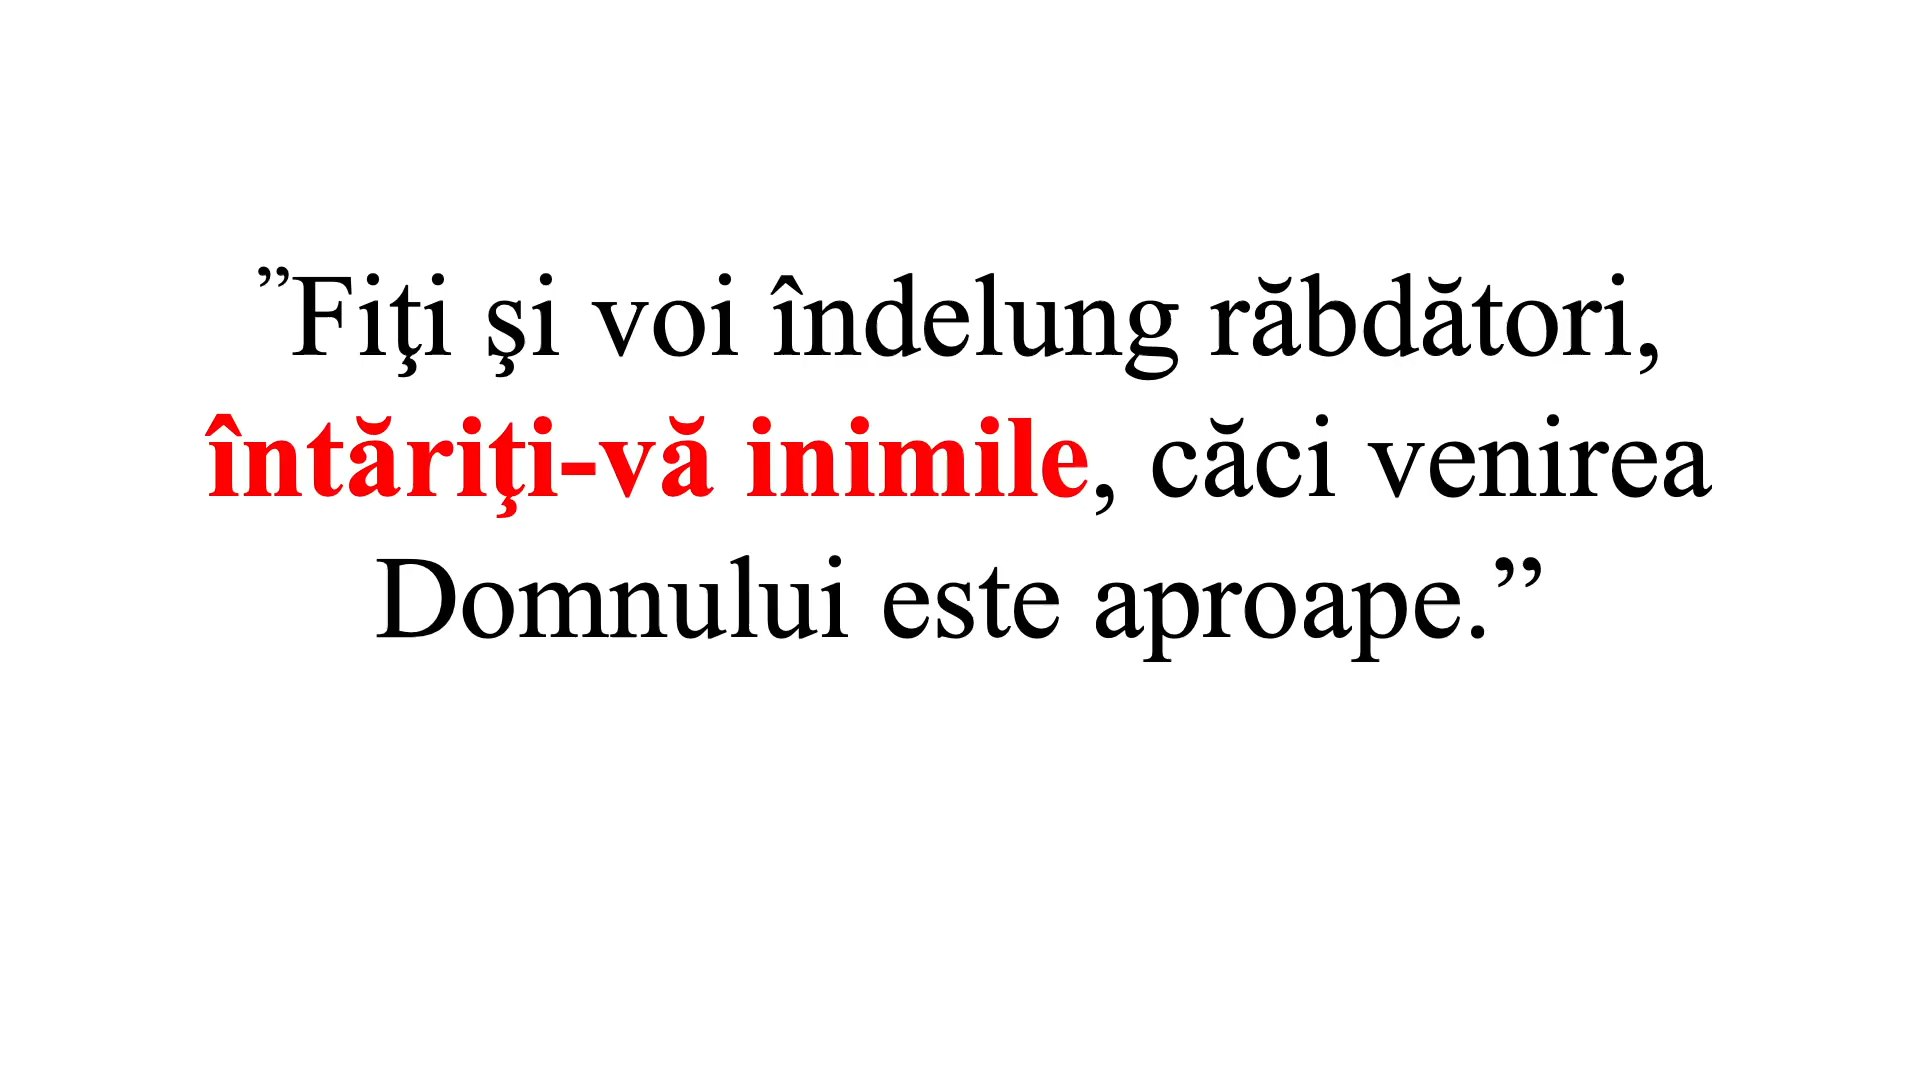 ”Fiţi şi voi îndelung răbdători,
întăriţi-vă inimile, căci venirea
Domnului este aproape.”